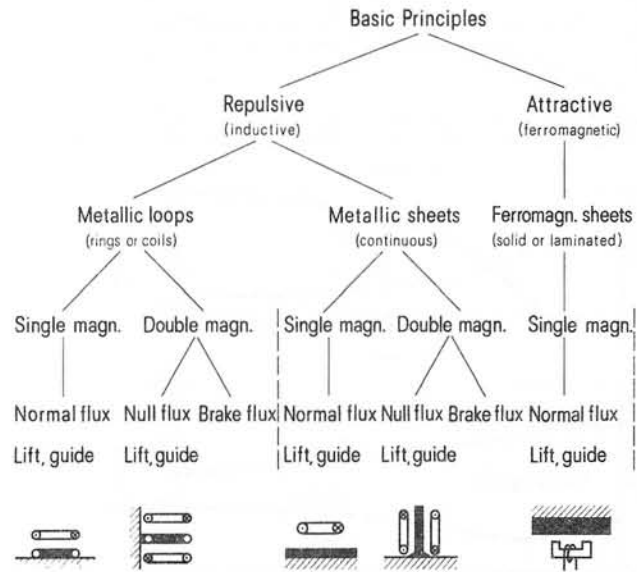 Basic Principles
Repulsive Attractive
(inductive) (ferromagnetic)
Metallic loops Metallic sheets Ferromagn. sheets
(rings or coils) (continuous) (solid or laminated)
Single magn. Double magn. Single magn. Double magn. Single magn.
Normal flux Null flux Brake flux Normal flux Null flux Brake flux Normal flux
Lift, guide Lift, guide Lift, guide Lift, guide Lift, guide